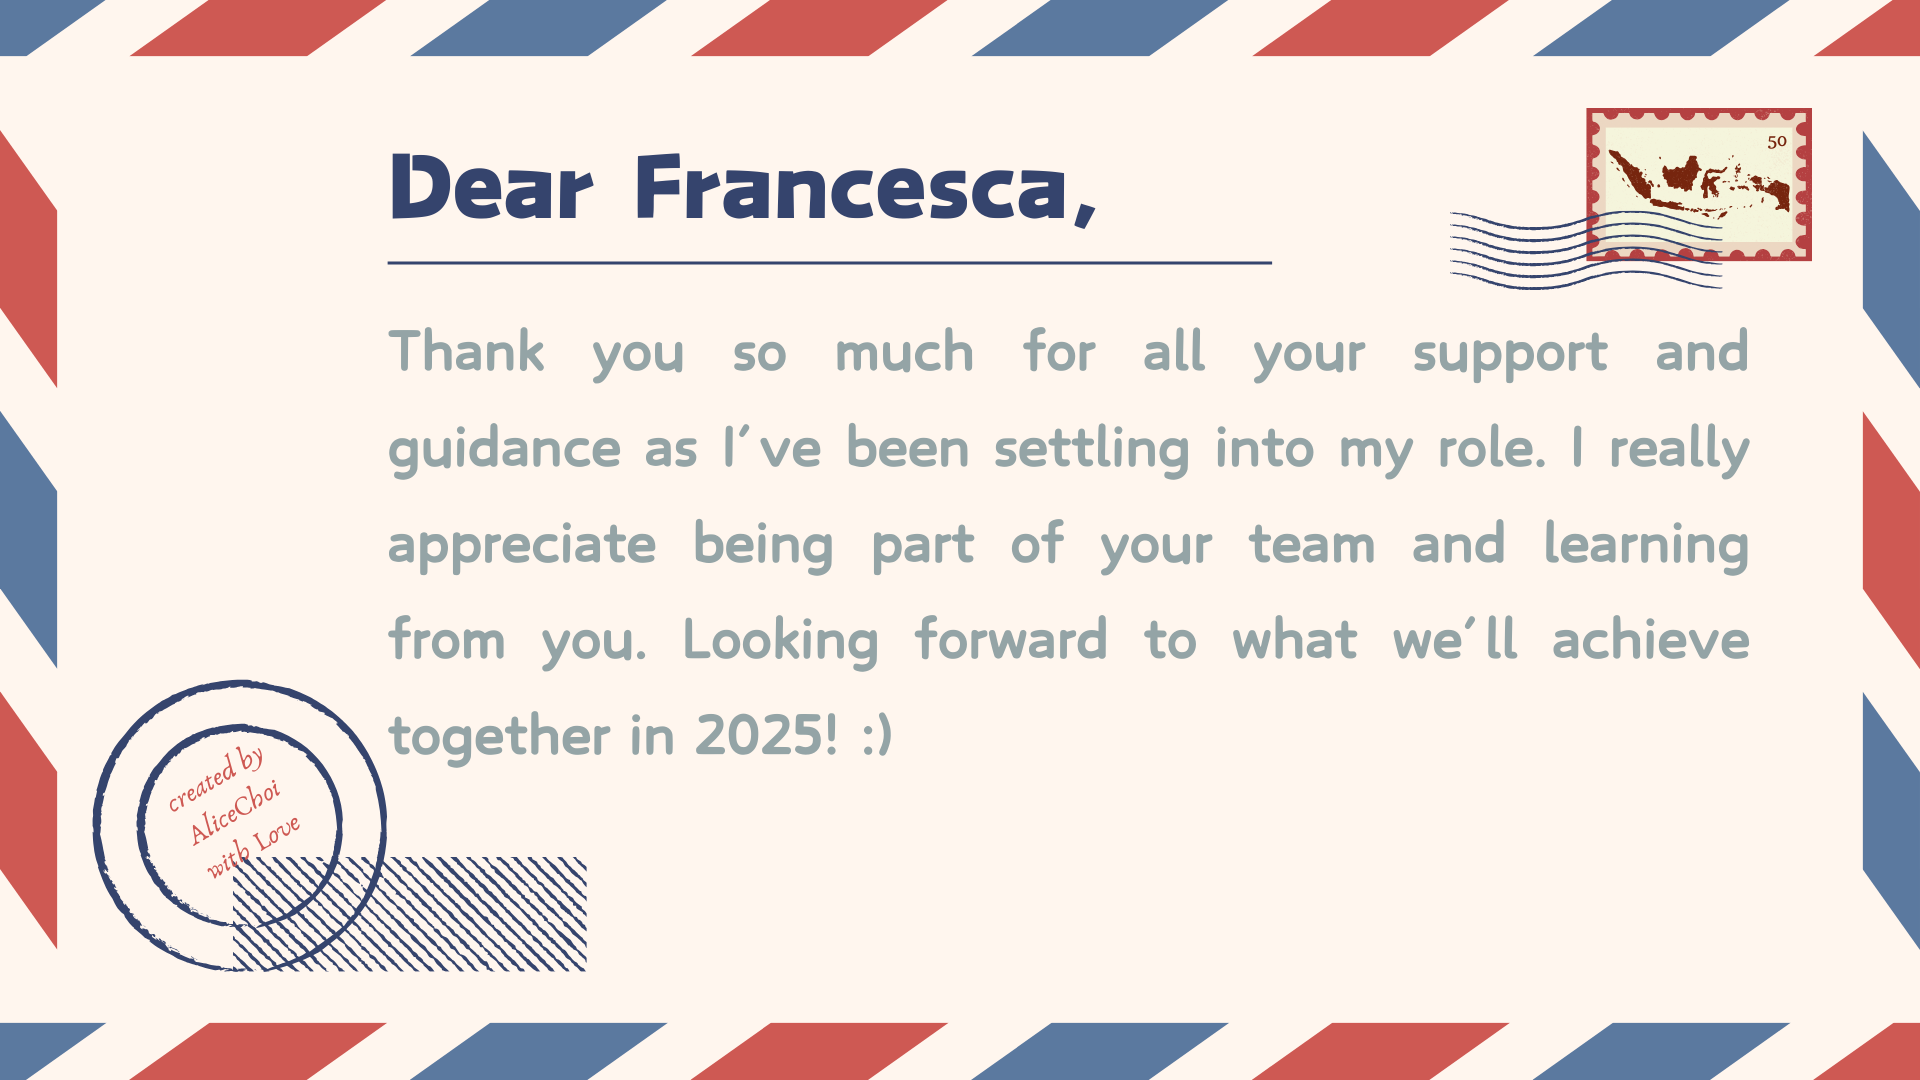 Dear Francesca,
50
Thank you so much for all your support and
guidance as I´ve been settling into my role. I really
appreciate being part of your team and learning
from you. Looking forward to what we´ll achieve
together in 2025! :)
created by
AliceChoi
with Love